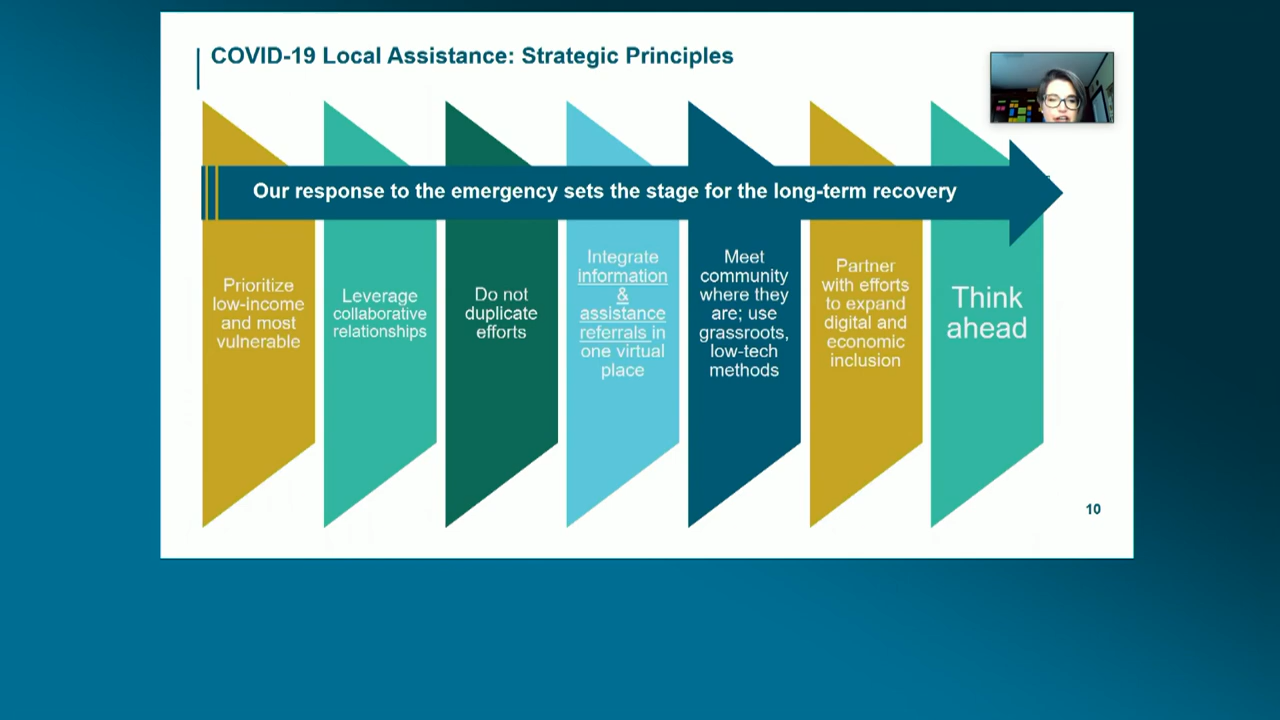 COVID-19 Local Assistance: Strategic Principles
Our response to the emergency sets the stage for the long-term recovery
Prioritize
low-income
and most
vulnerable
Leverage
collaborative
relationships
Do not
duplicate
efforts
Integrate
information
&
assistance
referrals in
one virtual
place
Meet
community
where they
are; use
grassroots,
low-tech
methods
Partner
with efforts
to expand
digital and
economic
inclusion
Think
ahead
10